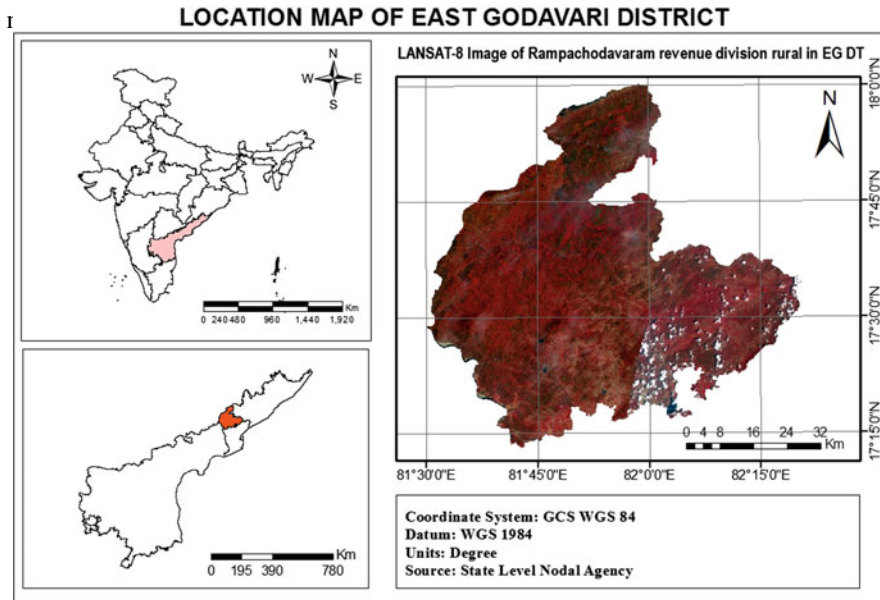 LOCATION MAP OF EAST GODAVARI DISTRICT
N
W E
S
0 240 480 960 1,440 1,920
Km
Km
0 195 390 780
LANSAT-8 Image of Rampachodavaram revenue division rural in EG DT
N
18°0'0"N
17°45'0"N
17°30'0"N
17°15'0"N
0 4 8 16 24 32
Km
81°30'0"E 81°45'0"E 82°0'0"E 82°15'0"E
Coordinate System: GCS WGS 84
Datum: WGS 1984
Units: Degree
Source: State Level Nodal Agency